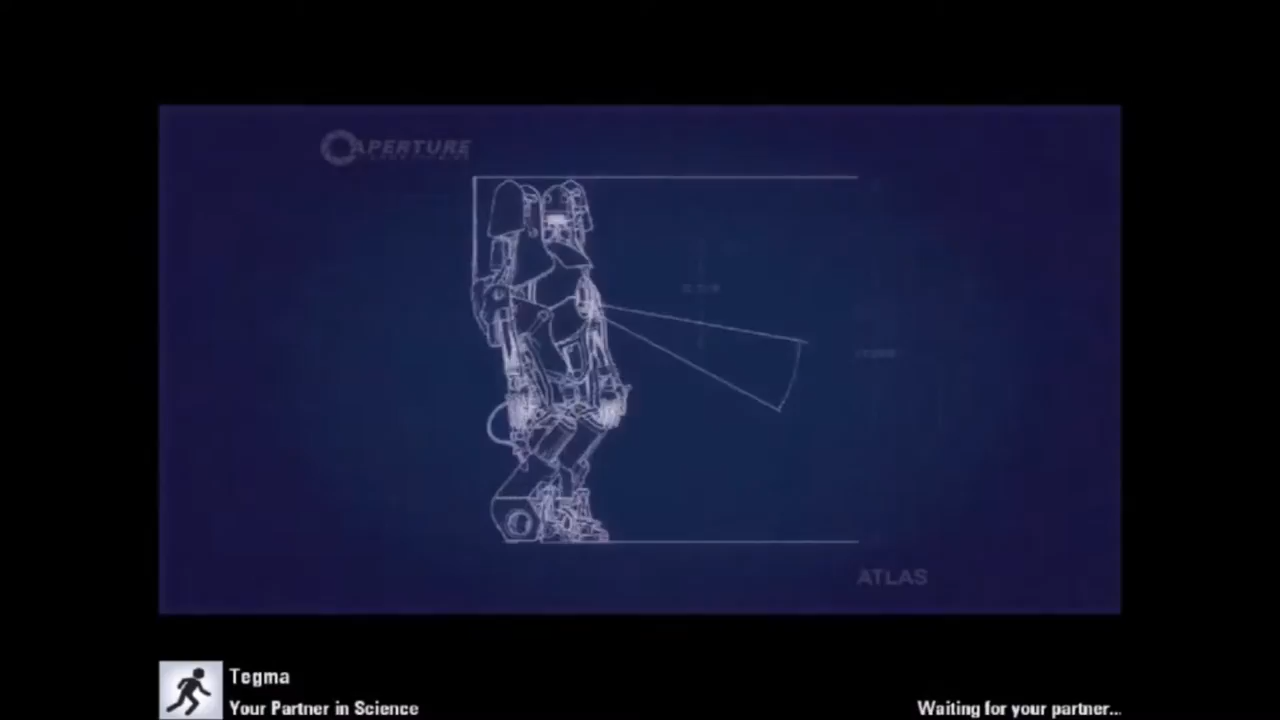 APERTURE
ATLAS
Tegma
Your Partner in Science
Waiting for your partner...